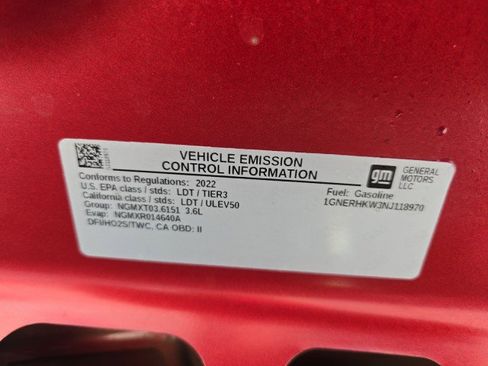 VEHICLE EMISSION
CONTROL INFORMATION
Conforms to Regulations: 2022
U.S. EPA class / stds: LDT / TIER3
California class / stds: LDT / ULEV50
Group: NGMXT03.6151 3.6L
Evap: NGMXR014640A
DFI/HO2S/TWC, CA OBD: II
gm
GENERAL
MOTORS
LLC
Fuel: Gasoline
1GNERHKW3NJ118970